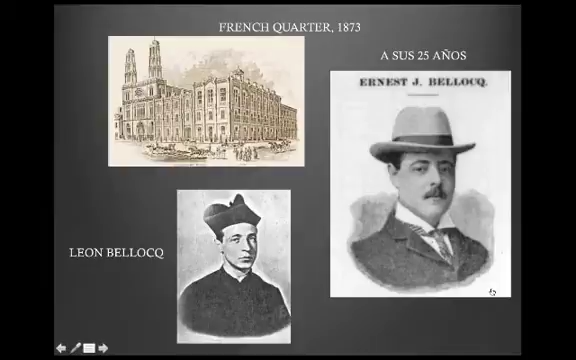 FRENCH QUARTER, 1873
A SUS 25 AÑOS
ERNEST J. BELLOCQ.
LEON BELLOCQ